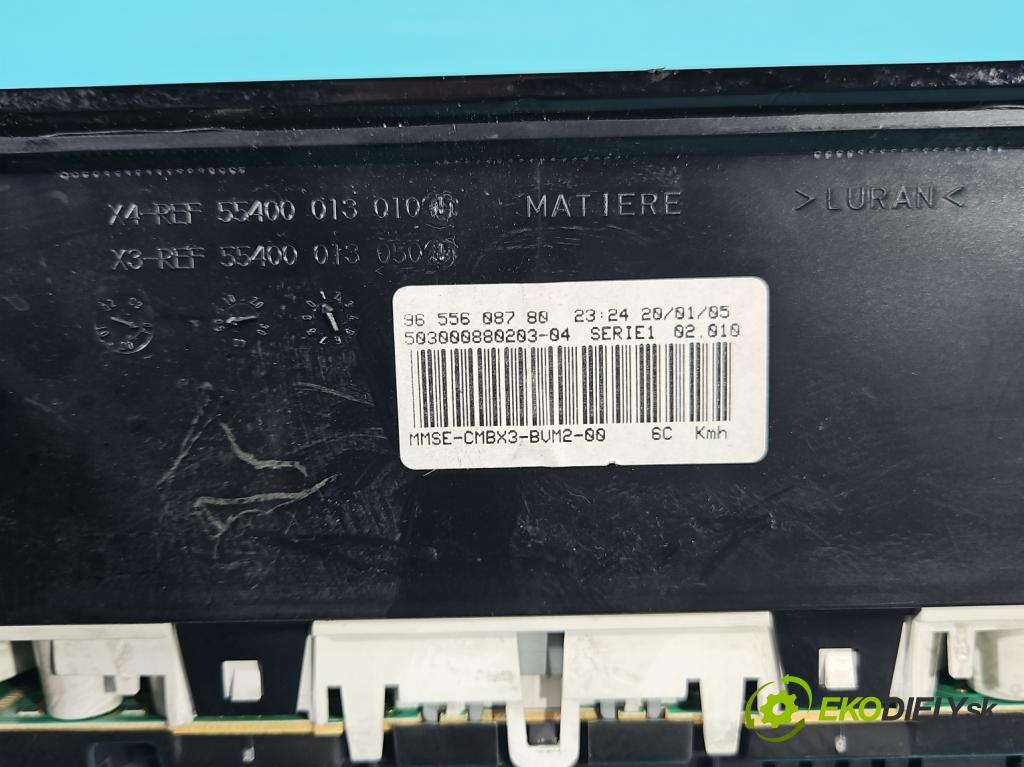 X4-REF 55400 013 010
MATIERE
>LURAN<
X3-REF 55400 013 050
96 556 087 80 23:24 20/01/05
503000880203-04 SERIE1 02.010
MMSE-CMBX3-BVM2-00 6C Kmh
EKODIELY.sk